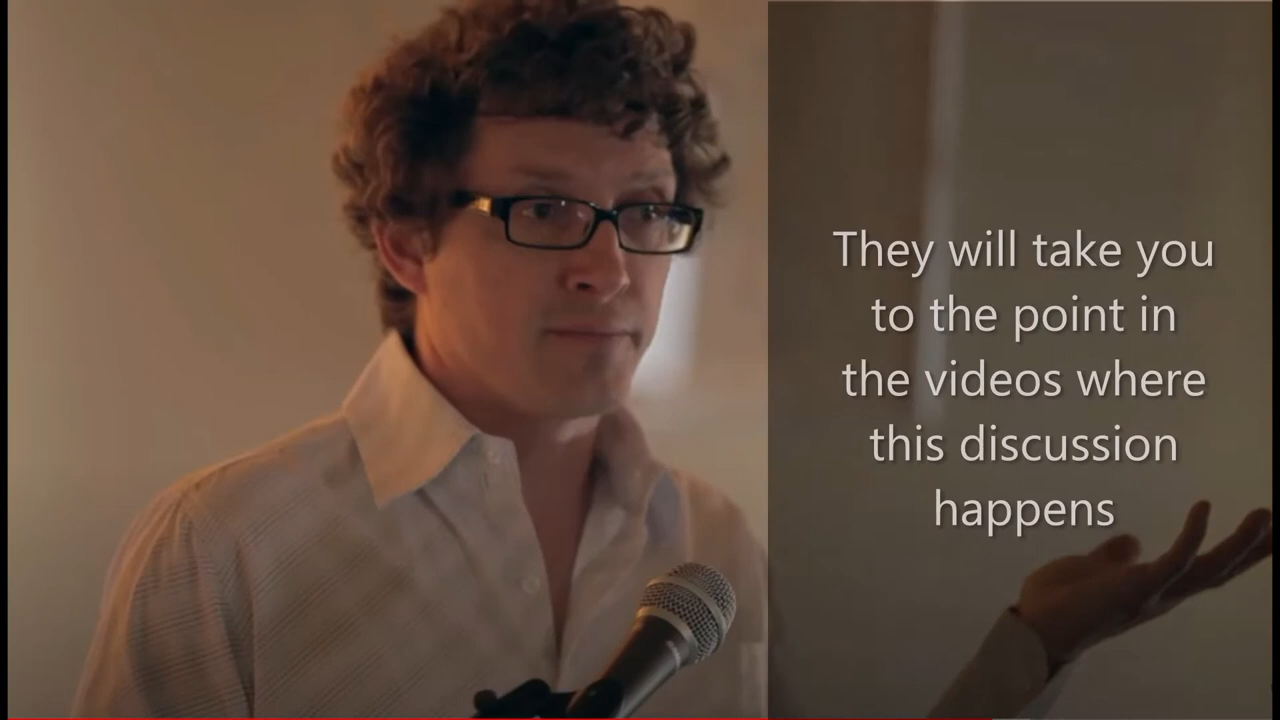 They will take you
to the point in
the videos where
this discussion
happens